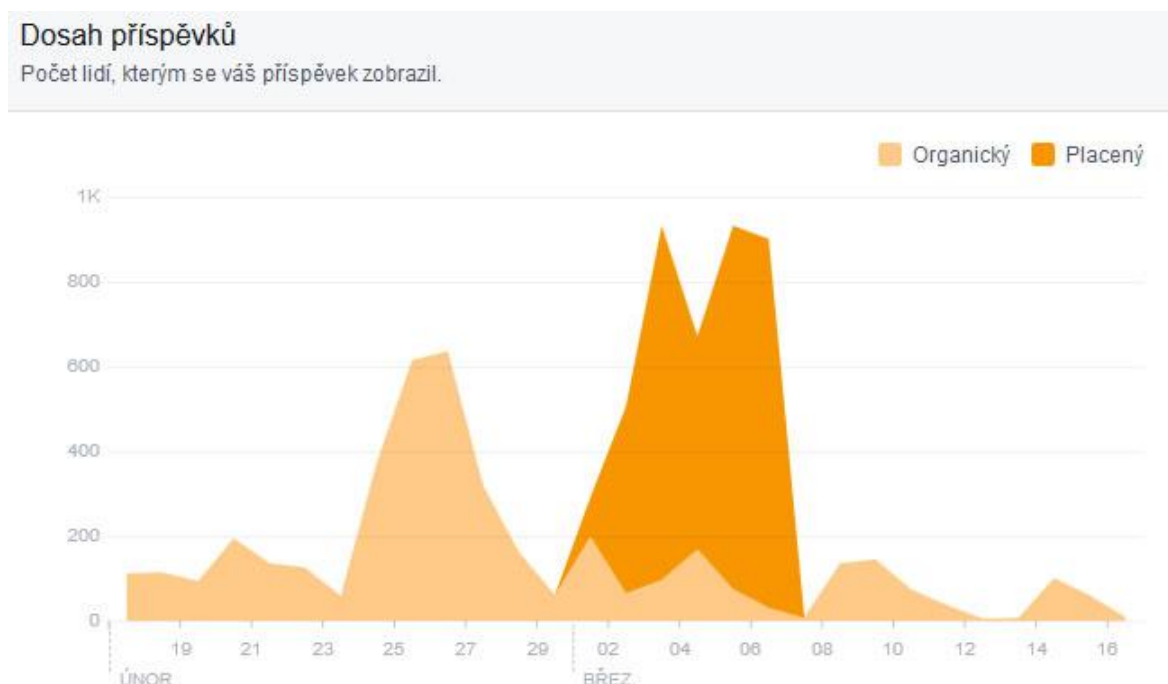 Dosah příspěvků
Počet lidí, kterým se váš příspěvek zobrazil.
Organický Placený
1K
800
600
400
200
0
19 21 23 25 27 29 02 04 06 08 10 12 14 16
ÚNOR BŘEZ